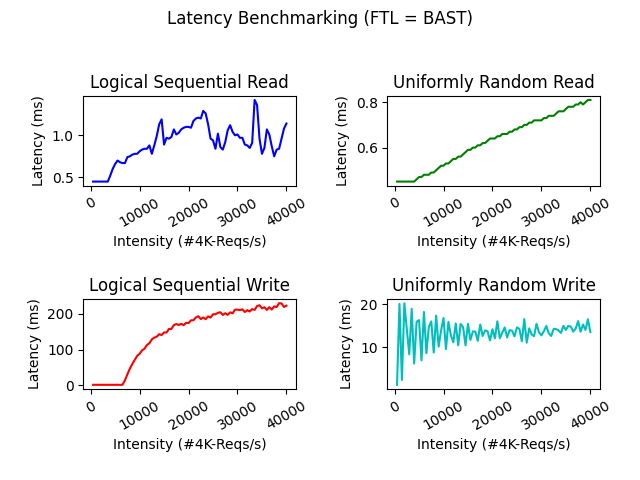 Latency Benchmarking (FTL = BAST)
Logical Sequential Read
Latency (ms)
1.0
0.5
0
10000
20000
30000
40000
Intensity (#4K-Reqs/s)
Uniformly Random Read
Latency (ms)
0.8
0.6
0
10000
20000
30000
40000
Intensity (#4K-Reqs/s)
Logical Sequential Write
Latency (ms)
200
100
0
0
10000
20000
30000
40000
Intensity (#4K-Reqs/s)
Uniformly Random Write
Latency (ms)
20
10
0
10000
20000
30000
40000
Intensity (#4K-Reqs/s)